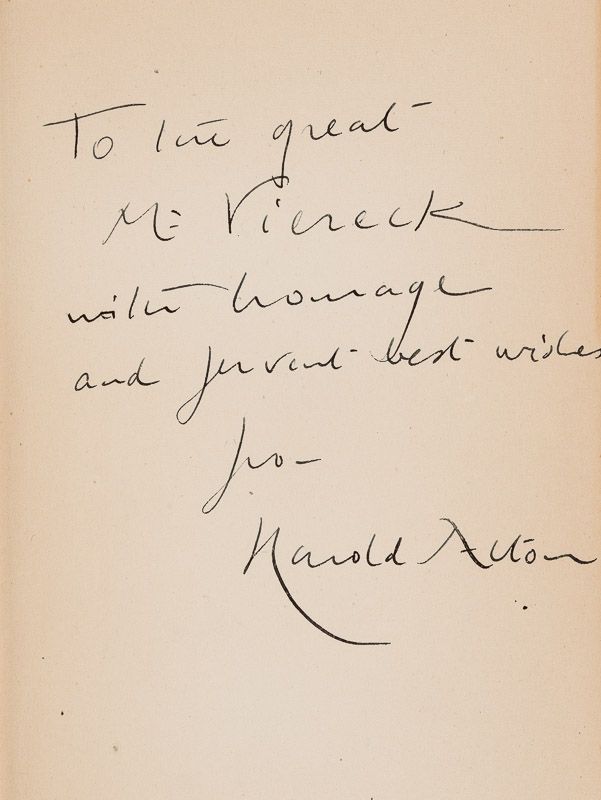 To the great
Mr Viereck
with homage
and fervent best wishes
from
Harold Acton